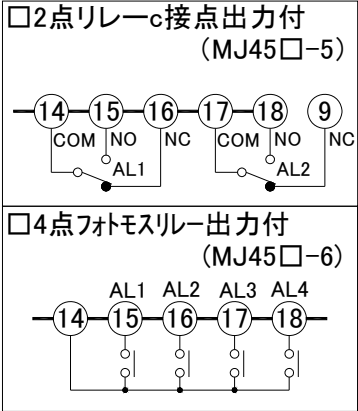 □2点リレーc接点出力付
(MJ45□-5)
14 15 16 17 18 9
COM NO NC COM NO NC
AL1 AL2
□4点フォトモスリレー出力付
(MJ45□-6)
AL1 AL2 AL3 AL4
14 15 16 17 18